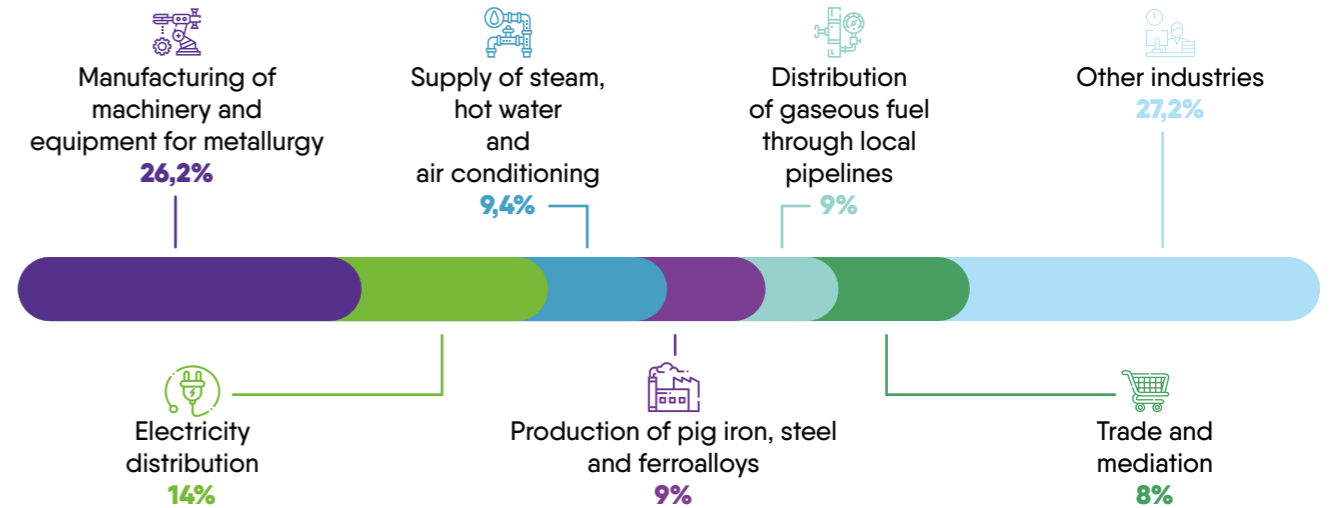 Manufacturing of
machinery and
equipment for metallurgy
26,2%
Supply of steam,
hot water
and
air conditioning
9,4%
Distribution
of gaseous fuel
through local
pipelines
9%
Other industries
27,2%
Electricity
distribution
14%
Production of pig iron, steel
and ferroalloys
9%
Trade and
mediation
8%